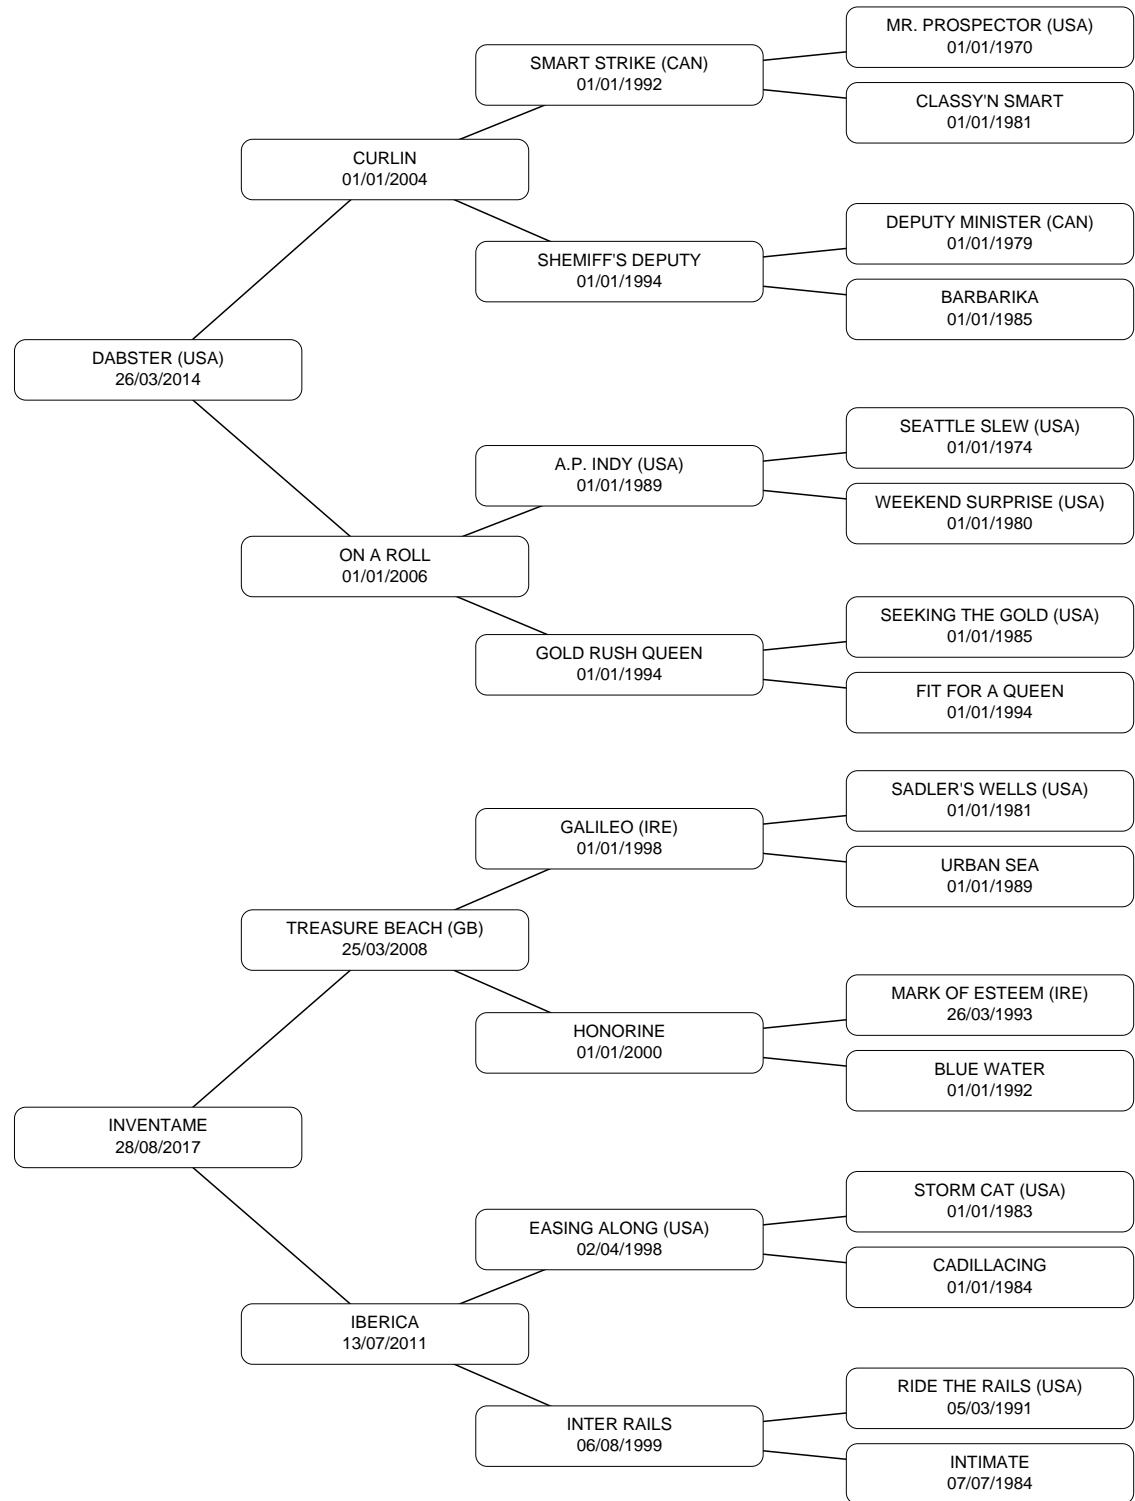 MR. PROSPECTOR (USA)
01/01/1970
SMART STRIKE (CAN)
01/01/1992
CLASSY'N SMART
01/01/1981
CURLIN
01/01/2004
DEPUTY MINISTER (CAN)
01/01/1979
SHEMIFF'S DEPUTY
01/01/1994
BARBARIKA
01/01/1985
DABSTER (USA)
26/03/2014
SEATTLE SLEW (USA)
01/01/1974
A.P. INDY (USA)
01/01/1989
WEEKEND SURPRISE (USA)
01/01/1980
ON A ROLL
01/01/2006
SEEKING THE GOLD (USA)
01/01/1985
GOLD RUSH QUEEN
01/01/1994
FIT FOR A QUEEN
01/01/1994
SADLER'S WELLS (USA)
01/01/1981
GALILEO (IRE)
01/01/1998
URBAN SEA
01/01/1989
TREASURE BEACH (GB)
25/03/2008
MARK OF ESTEEM (IRE)
26/03/1993
HONORINE
01/01/2000
BLUE WATER
01/01/1992
INVENTAME
28/08/2017
STORM CAT (USA)
01/01/1983
EASING ALONG (USA)
02/04/1998
CADILLACING
01/01/1984
IBERICA
13/07/2011
RIDE THE RAILS (USA)
05/03/1991
INTER RAILS
06/08/1999
INTIMATE
07/07/1984